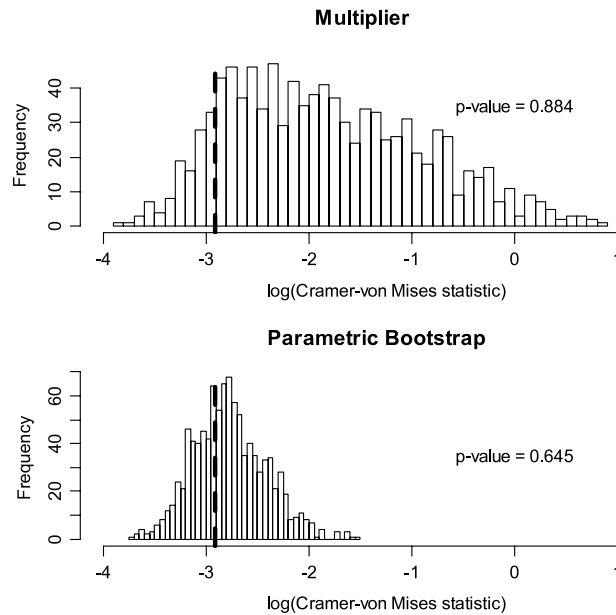 Multiplier
Frequency
0 10 20 30 40
p-value = 0.884
-4 -3 -2 -1 0 1
log(Cramer-von Mises statistic)
Parametric Bootstrap
Frequency
0 20 40 60
p-value = 0.645
-4 -3 -2 -1 0 1
log(Cramer-von Mises statistic)